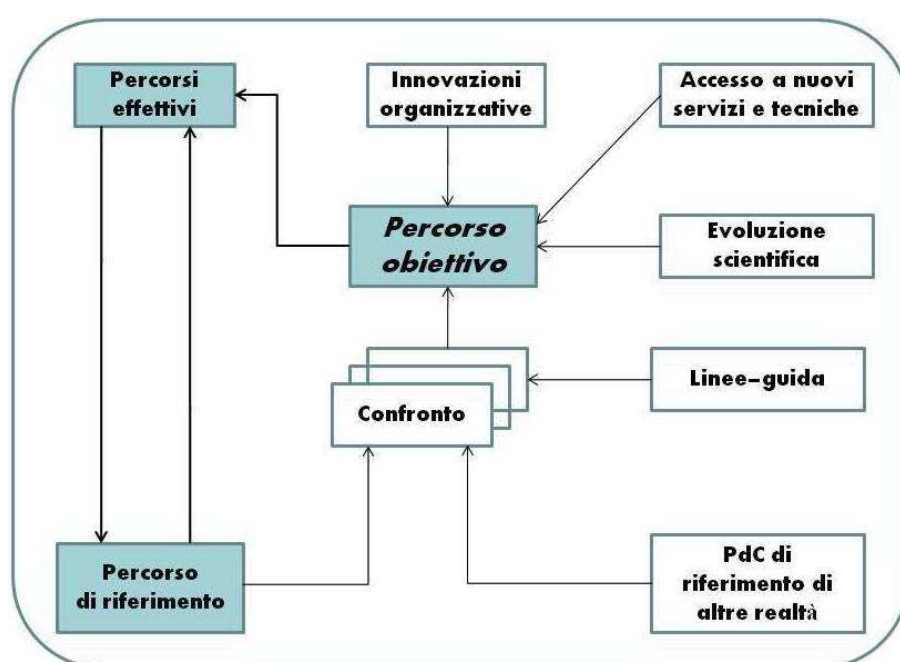 Percorsi
effettivi
Innovazioni
organizzative
Accesso a nuovi
servizi e tecniche
Percorso
obiettivo
Evoluzione
scientifica
Linee-guida
Confronto
Percorso
di riferimento
PdC di
riferimento di
altre realtà